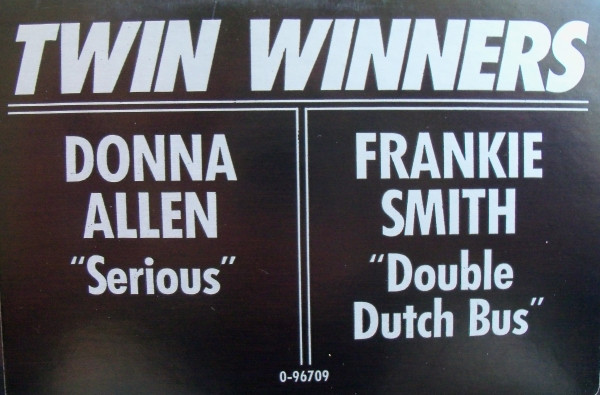 TWIN WINNERS
DONNA
ALLEN
"Serious"
FRANKIE
SMITH
"Double
Dutch Bus"
0-96709